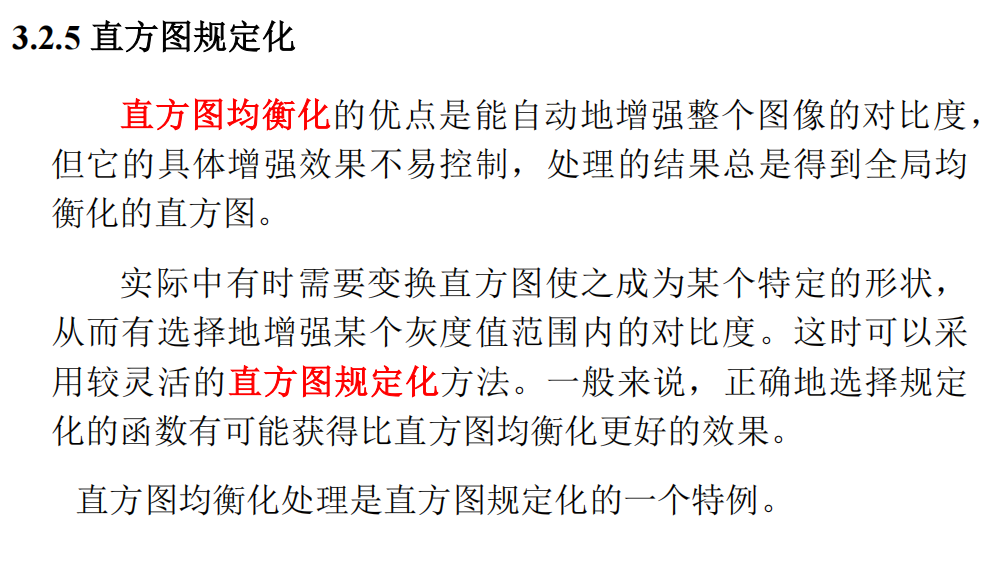 3.2.5 直方图规定化
直方图均衡化的优点是能自动地增强整个图像的对比度，
但它的具体增强效果不易控制，处理的结果总是得到全局均
衡化的直方图。
实际中有时需要变换直方图使之成为某个特定的形状，
从而有选择地增强某个灰度值范围内的对比度。这时可以采
用较灵活的直方图规定化方法。一般来说，正确地选择规定
化的函数有可能获得比直方图均衡化更好的效果。
直方图均衡化处理是直方图规定化的一个特例。